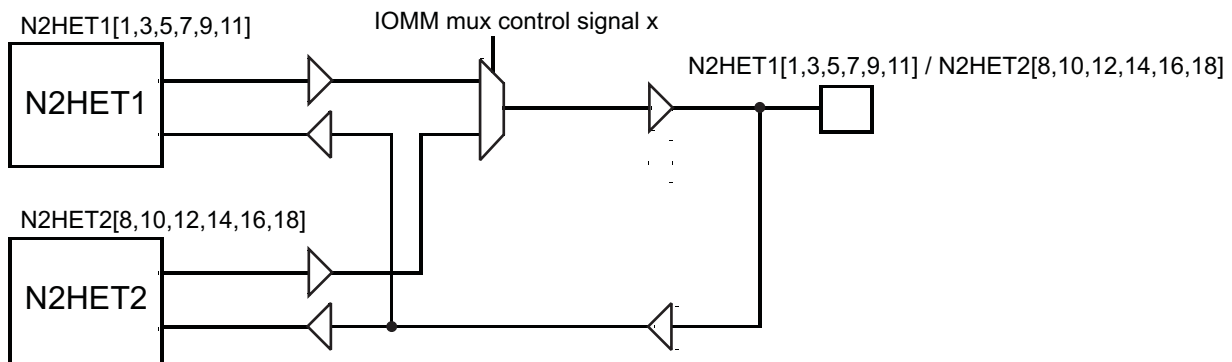 N2HET1[1,3,5,7,9,11]
IOMM mux control signal x
N2HET1[1,3,5,7,9,11] / N2HET2[8,10,12,14,16,18]
N2HET1
N2HET2[8,10,12,14,16,18]
N2HET2